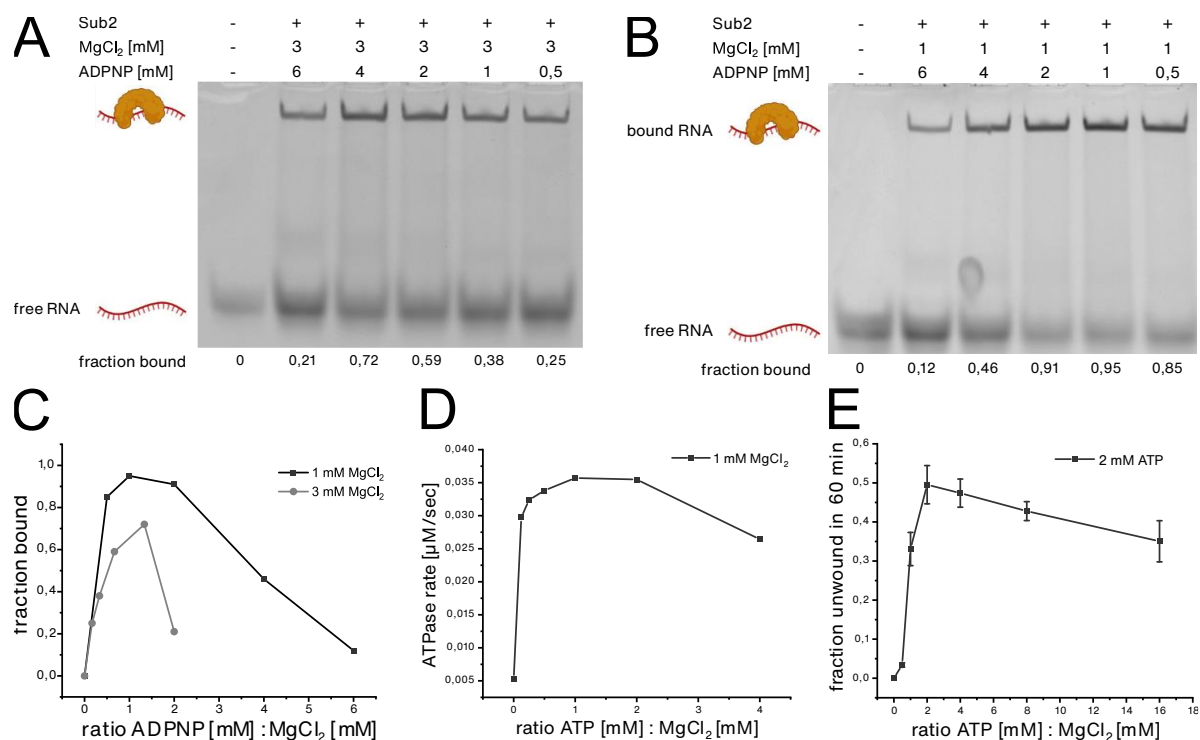 A
Sub2 - + + + + +
MgCl₂ [mM] - 3 3 3 3 3
ADPNP [mM] - 6 4 2 1 0,5
free RNA
fraction bound 0 0,21 0,72 0,59 0,38 0,25
B
Sub2 - + + + + +
MgCl₂ [mM] - 1 1 1 1 1
ADPNP [mM] - 6 4 2 1 0,5
bound RNA
free RNA
fraction bound 0 0,12 0,46 0,91 0,95 0,85
C
fraction bound
1,0
0,8
0,6
0,4
0,2
0,0
1 mM MgCl₂
3 mM MgCl₂
0 1 2 3 4 5 6
ratio ADPNP [mM] : MgCl₂ [mM]
D
ATPase rate [µM/sec]
0,040
0,035
0,030
0,025
0,020
0,015
0,010
0,005
1 mM MgCl₂
0 1 2 3 4
ratio ATP [mM] : MgCl₂ [mM]
E
fraction unwound in 60 min
0,6
0,5
0,4
0,3
0,2
0,1
0,0
2 mM ATP
0 2 4 6 8 10 12 14 16 18
ratio ATP [mM] : MgCl₂ [mM]